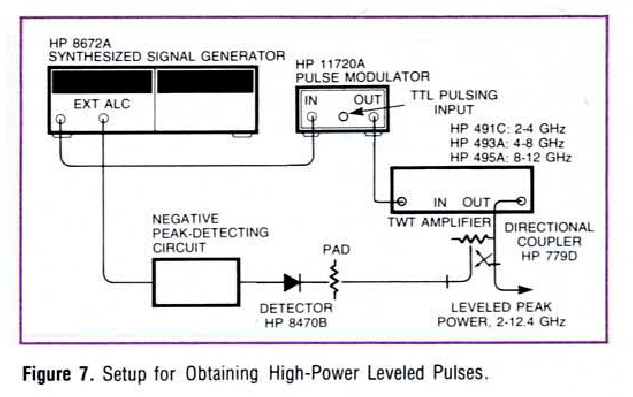 HP 8672A
SYNTHESIZED SIGNAL GENERATOR
EXT ALC
HP 11720A
PULSE MODULATOR
IN OUT
TTL PULSING
INPUT
HP 491C: 2-4 GHz
HP 493A: 4-8 GHz
HP 495A: 8-12 GHz
IN OUT
TWT AMPLIFIER
NEGATIVE
PEAK-DETECTING
CIRCUIT
PAD
DETECTOR
HP 8470B
DIRECTIONAL
COUPLER
HP 779D
LEVELED PEAK
POWER, 2-12.4 GHz
Figure 7. Setup for Obtaining High-Power Leveled Pulses.